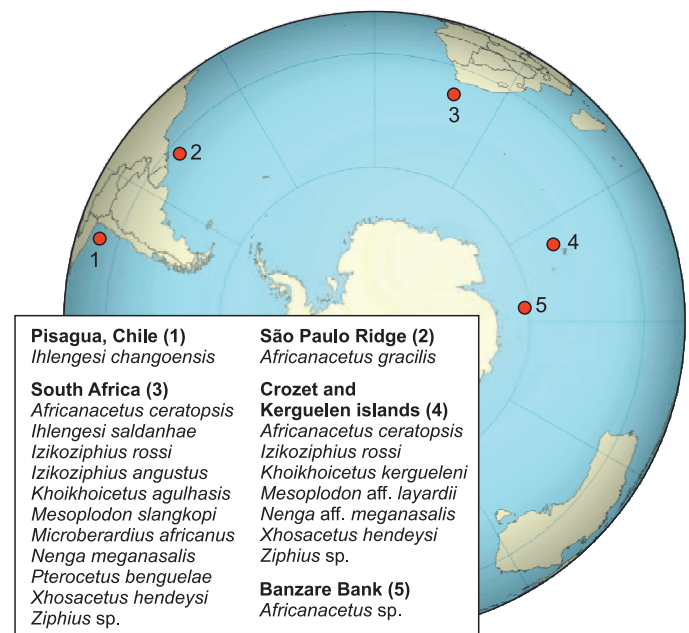 1
2
3
4
5
Pisagua, Chile (1)
Ihlengesi changoensis
South Africa (3)
Africanacetus ceratopsis
Ihlengesi saldanhae
Izikoziphius rossi
Izikoziphius angustus
Khoikhoicetus agulhasis
Mesoplodon slangkopi
Microberardius africanus
Nenga meganasalis
Pterocetus benguelae
Xhosacetus hendeysi
Ziphius sp.
São Paulo Ridge (2)
Africanacetus gracilis
Crozet and
Kerguelen islands (4)
Africanacetus ceratopsis
Izikoziphius rossi
Khoikhoicetus kergueleni
Mesoplodon aff. layardii
Nenga aff. meganasalis
Xhosacetus hendeysi
Ziphius sp.
Banzare Bank (5)
Africanacetus sp.